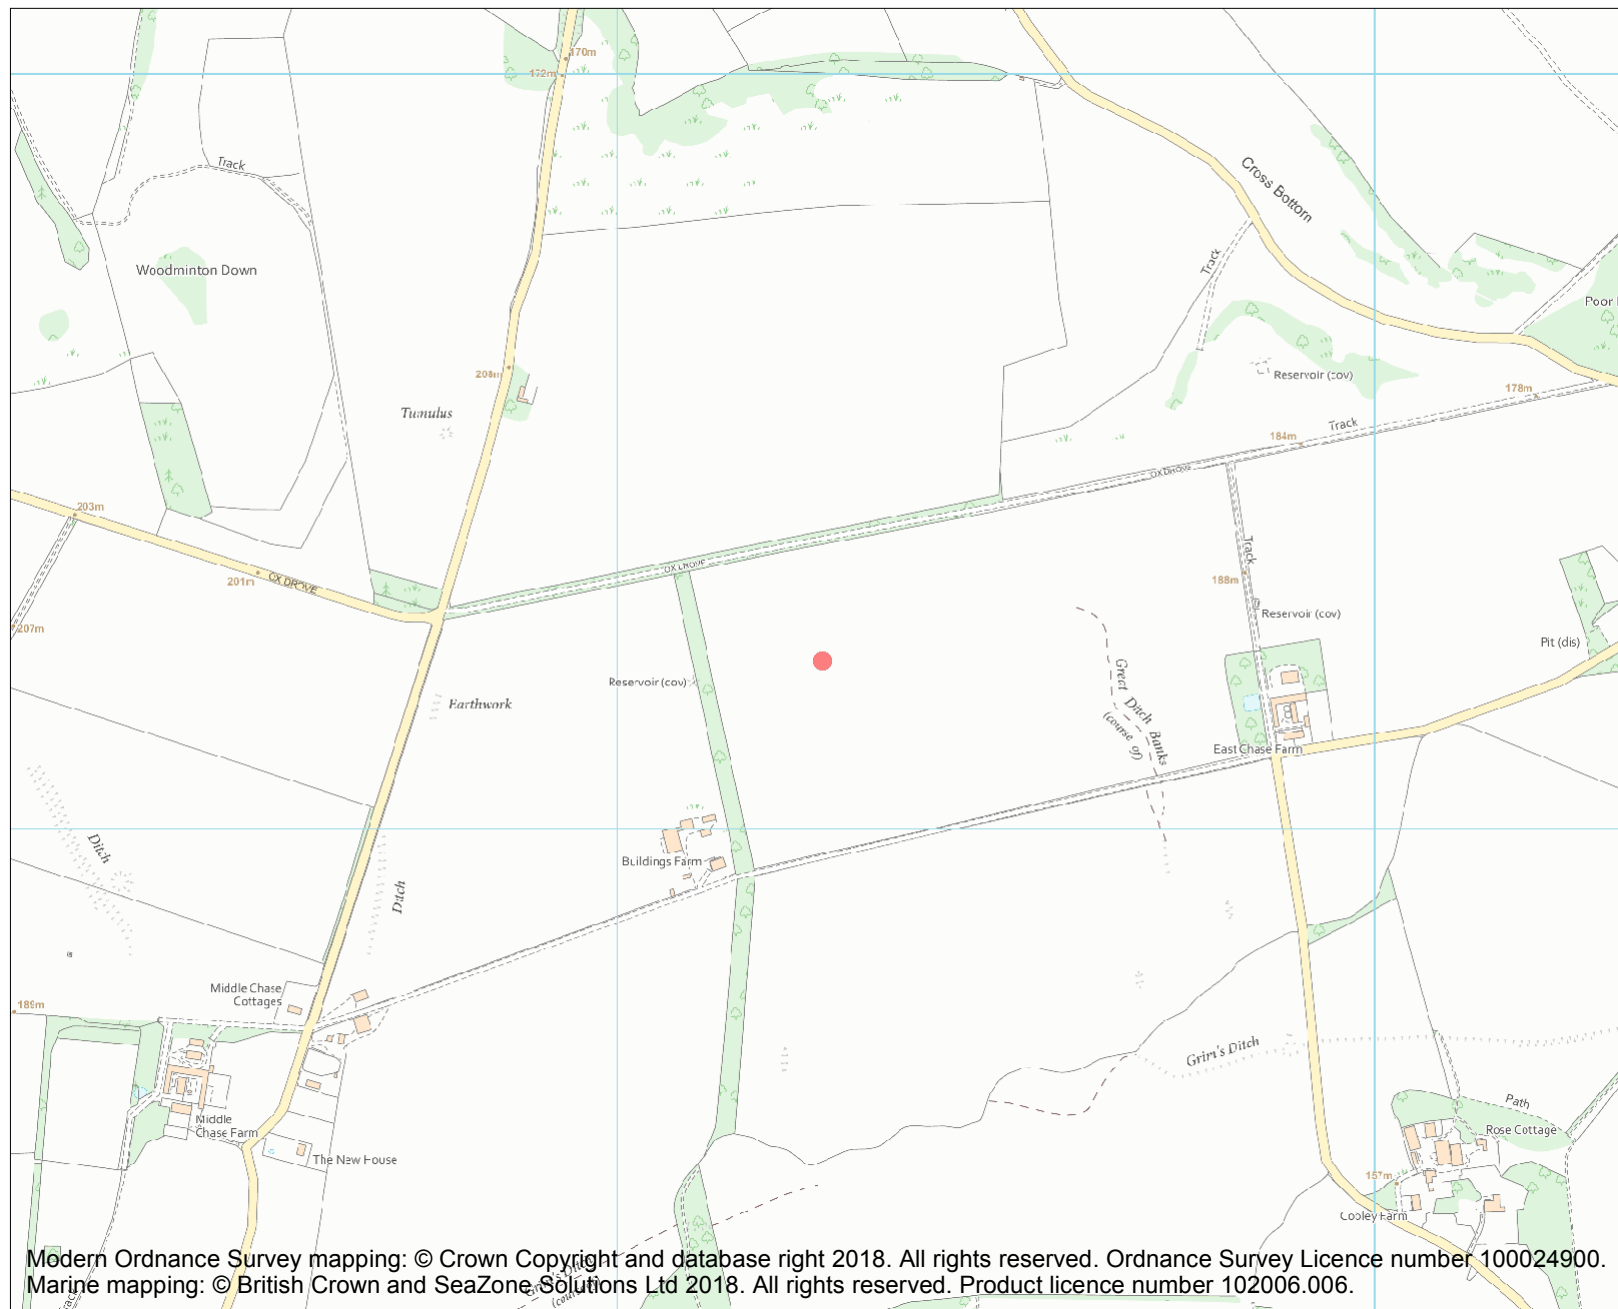 170m
172m
Track
Cross Bottom
Woodminton Down
Track
Poor
208m
Reservoir (cov)
178m
Tumulus
Track
184m
OX DROVE
203m
Track
OX DROVE
201m
OX DROVE
188m
Reservoir (cov)
207m
Pit (dis)
Great Ditch Banks
(course of)
Reservoir (cov)
Earthwork
East Chase Farm
Ditch
Buildings Farm
Ditch
Middle Chase
Cottages
189m
Grim's Ditch
Path
Middle
Chase Farm
Rose Cottage
The New House
157m
Cobley Farm
Modern Ordnance Survey mapping: © Crown Copyright and database right 2018. All rights reserved. Ordnance Survey Licence number 100024900.
Marine mapping: © British Crown and SeaZone Solutions Ltd 2018. All rights reserved. Product licence number 102006.006.
Grim's Ditch
Track